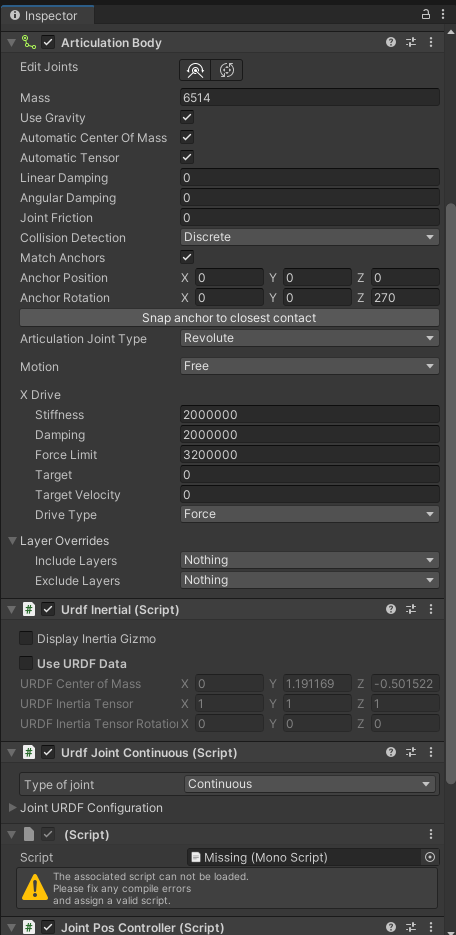 Inspector
Articulation Body
Edit Joints
Mass 6514
Use Gravity
Automatic Center Of Mass
Automatic Tensor
Linear Damping 0
Angular Damping 0
Joint Friction 0
Collision Detection Discrete
Match Anchors
Anchor Position X 0 Y 0 Z 0
Anchor Rotation X 0 Y 0 Z 270
Snap anchor to closest contact
Articulation Joint Type Revolute
Motion Free
X Drive
Stiffness 2000000
Damping 2000000
Force Limit 3200000
Target 0
Target Velocity 0
Drive Type Force
Layer Overrides
Include Layers Nothing
Exclude Layers Nothing
# Urdf Inertial (Script)
Display Inertia Gizmo
Use URDF Data
URDF Center of Mass X 0 Y 1.191169 Z -0.501522
URDF Inertia Tensor X 1 Y 1 Z 1
URDF Inertia Tensor Rotatio X 0 Y 0 Z 0
# Urdf Joint Continuous (Script)
Type of joint Continuous
Joint URDF Configuration
(Script)
Script Missing (Mono Script)
The associated script can not be loaded.
Please fix any compile errors
and assign a valid script.
# Joint Pos Controller (Script)